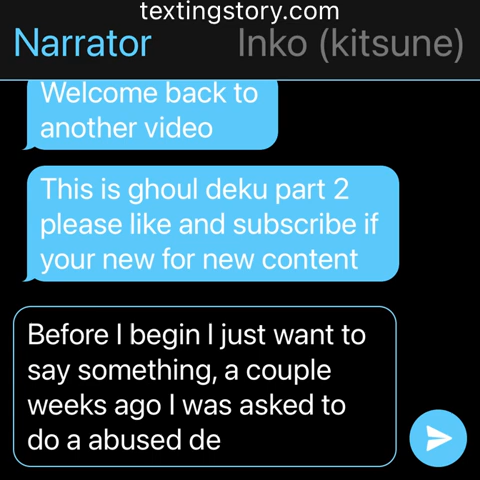 textingstory.com
Narrator Inko (kitsune)
Welcome back to
another video
This is ghoul deku part 2
please like and subscribe if
your new for new content
Before I begin I just want to
say something, a couple
weeks ago I was asked to
do a abused de